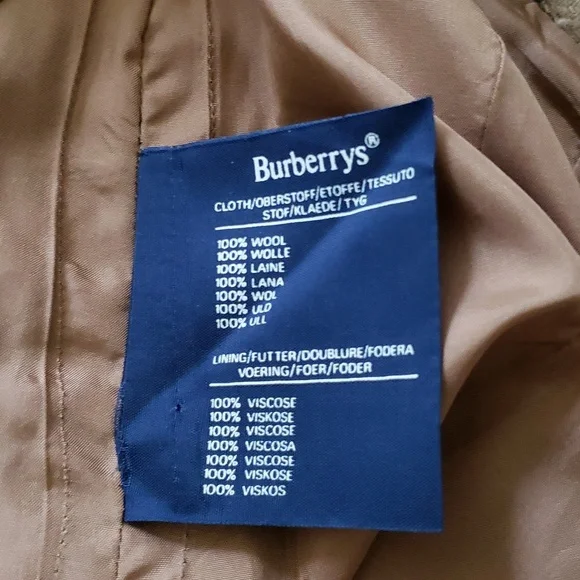 Burberrys®
CLOTH/OBERSTOFF/ETOFFE/TESSUTO
STOF/KLAEDE/TYG
100% WOOL
100% WOLLE
100% LAINE
100% LANA
100% WOL
100% ULD
100% ULL
LINING/FUTTER/DOUBLURE/FODERA
VOERING/FOER/FODER
100% VISCOSE
100% VISKOSE
100% VISCOSE
100% VISCOSA
100% VISCOSE
100% VISKOSE
100% VISKOS